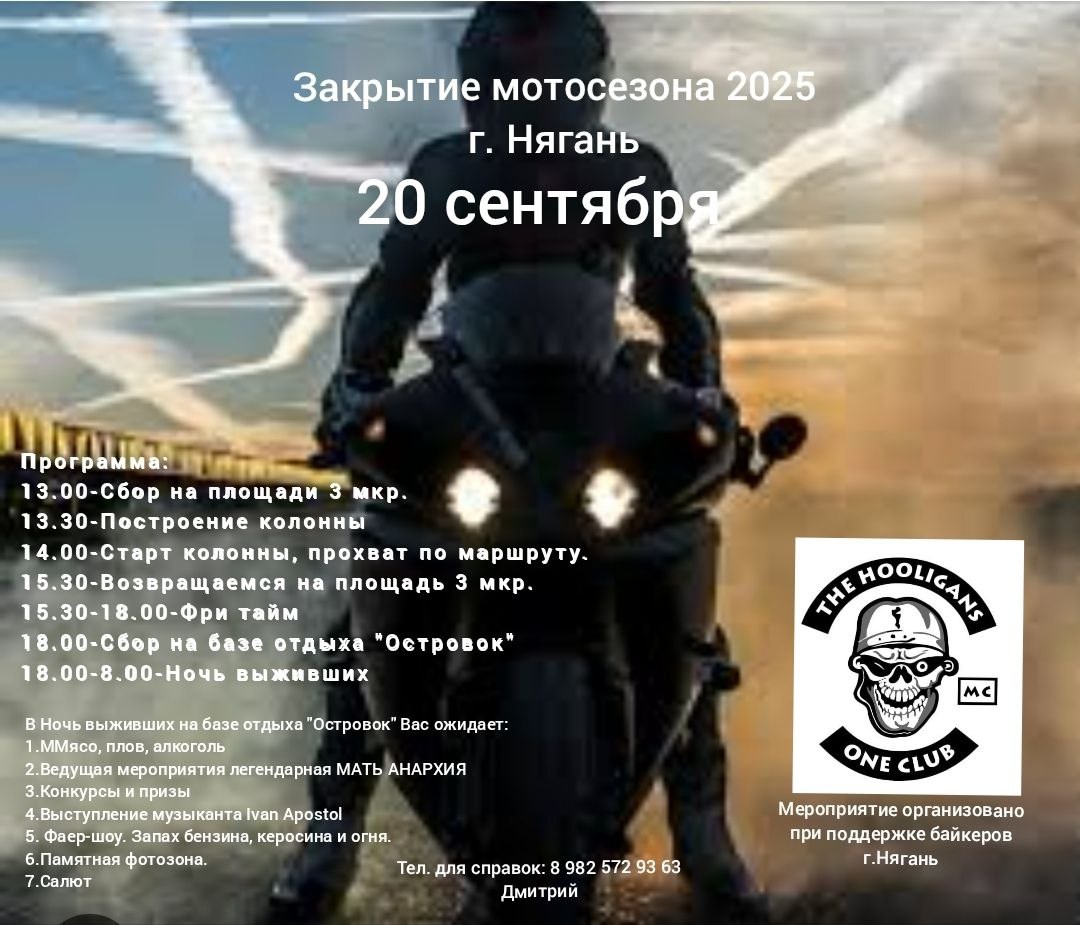 Закрытие мотосезона 2025
г. Нягань
20 сентября
Программа:
13.00-Сбор на площади 3 мкр.
13.30-Построение колонны
14.00-Старт колонны, прохват по маршруту.
15.30-Возвращаемся на площадь 3 мкр.
15.30-18.00-Фри тайм
18.00-Сбор на базе отдыха "Островок"
18.00-8.00-Ночь выживших
В Ночь выживших на базе отдыха "Островок" Вас ожидает:
1.ММясо, плов, алкоголь
2.Ведущая мероприятия легендарная МАТЬ АНАРХИЯ
3.Конкурсы и призы
4.Выступление музыканта Ivan Apostol
5. Фаер-шоу. Запах бензина, керосина и огня.
6.Памятная фотозона.
7.Салют
Тел. для справок: 8 982 572 93 63
Дмитрий
THE HOOLIGANS
MC
ONE CLUB
Мероприятие организовано
при поддержке байкеров
г.Нягань